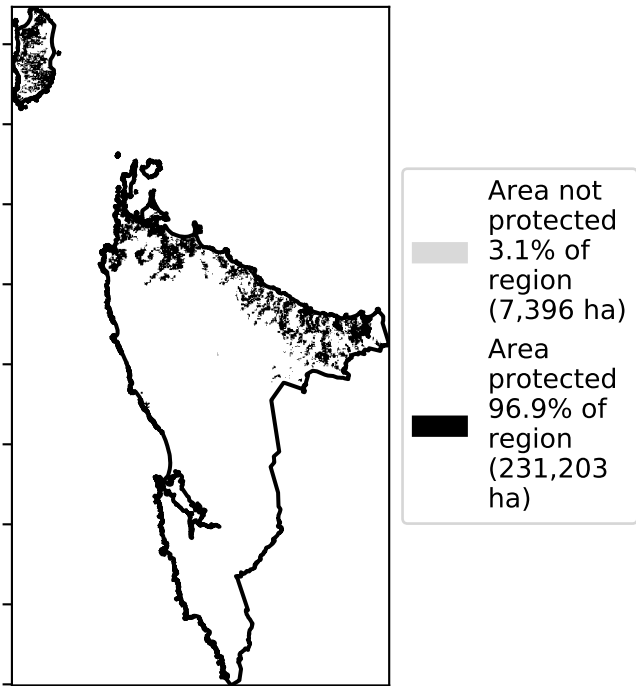 Area not
protected
3.1% of
region
(7,396 ha)
Area
protected
96.9% of
region
(231,203
ha)